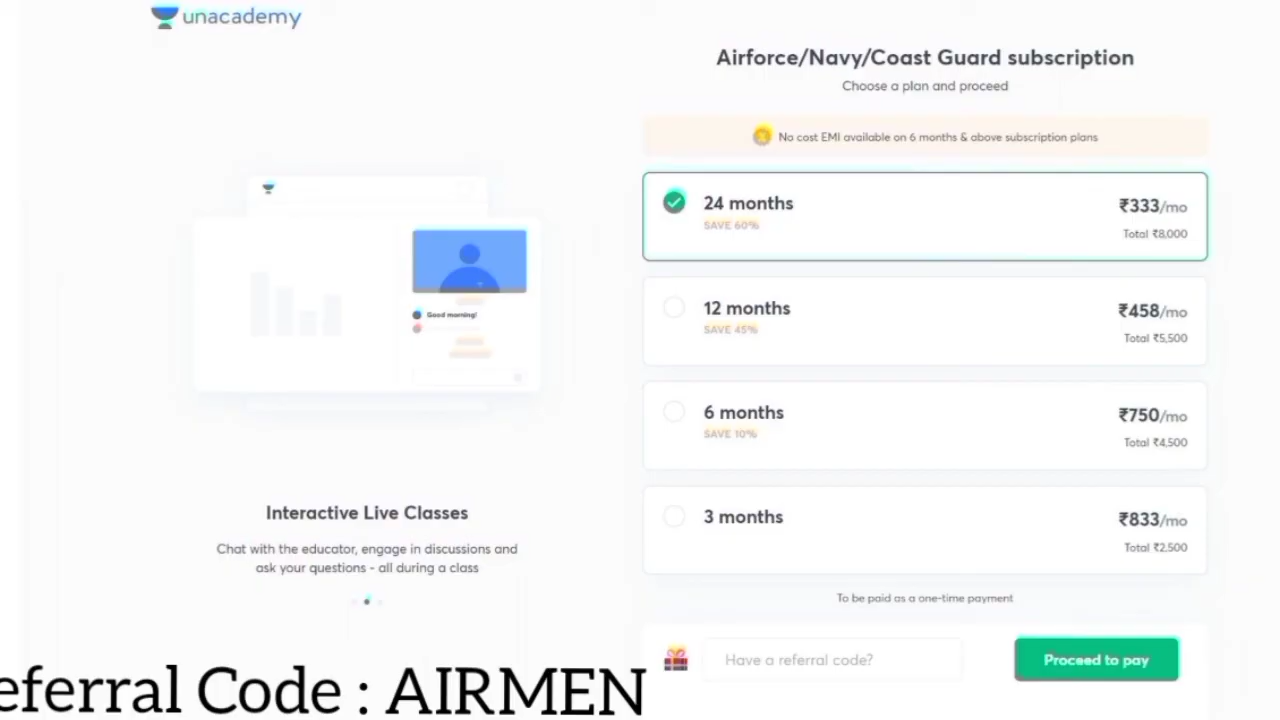 unacademy
Airforce/Navy/Coast Guard subscription
Choose a plan and proceed
No cost EMI available on 6 months & above subscription plans
24 months
SAVE 60%
₹333/mo
Total ₹8,000
12 months
SAVE 45%
₹458/mo
Total ₹5,500
6 months
SAVE 10%
₹750/mo
Total ₹4,500
3 months
₹833/mo
Total ₹2,500
To be paid as a one-time payment
Have a referral code?
Proceed to pay
Good morning!
Interactive Live Classes
Chat with the educator, engage in discussions and
ask your questions - all during a class
eferral Code : AIRMEN